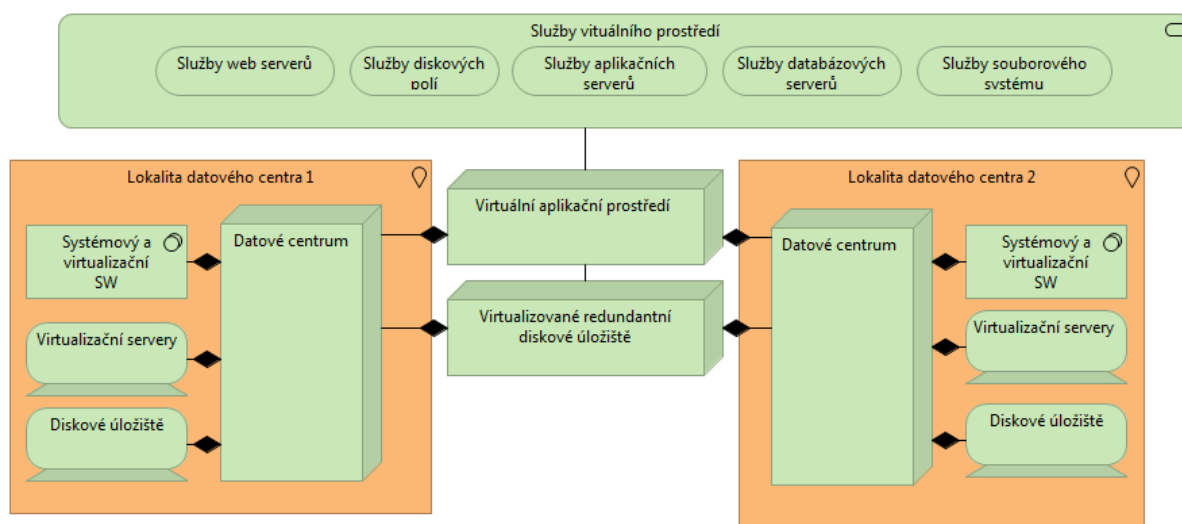 Služby vituálního prostředí
Služby web serverů
Služby diskových
polí
Služby aplikačních
serverů
Služby databázových
serverů
Služby souborového
systému
Lokalita datového centra 1
Systémový a
virtualizační
SW
Virtualizační servery
Diskové úložiště
Datové centrum
Virtuální aplikační prostředí
Virtualizované redundantní
diskové úložiště
Lokalita datového centra 2
Datové centrum
Systémový a
virtualizační
SW
Virtualizační servery
Diskové úložiště